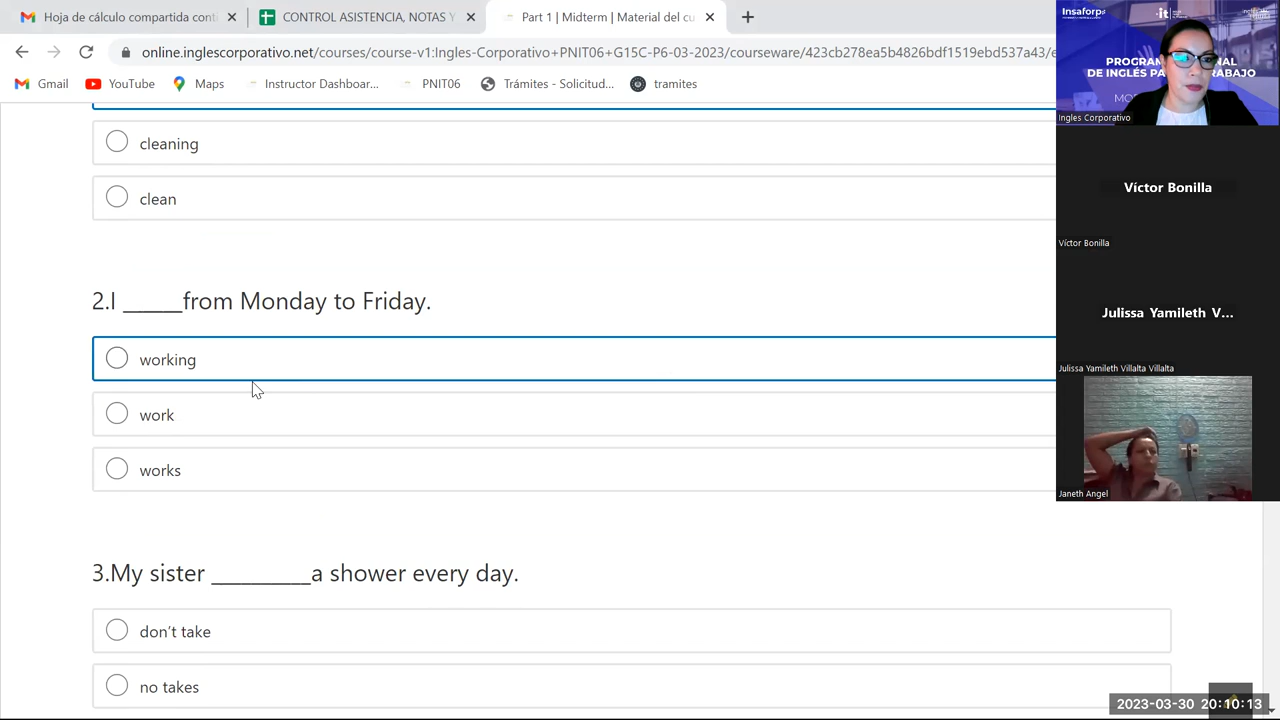 Hoja de cálculo compartida cont
CONTROL ASISTENCIA Y NOTAS V
Part 1 | Midterm | Material del cu
online.inglescorporativo.net/courses/course-v1:Ingles-Corporativo+PNIT06+G15C-P6-03-2023/courseware/423cb278ea5b4826bdf1519ebd537a43/e
Gmail
YouTube
Maps
Instructor Dashboar...
PNIT06
Trámites - Solicitud...
tramites
cleaning
clean
2.I ______from Monday to Friday.
working
work
works
3.My sister __________a shower every day.
don't take
no takes
Insaforp
Ingles Corporativo
Víctor Bonilla
Víctor Bonilla
Julissa Yamileth V...
Julissa Yamileth Villalta Villalta
Janeth Angel
2023-03-30 20:10:13